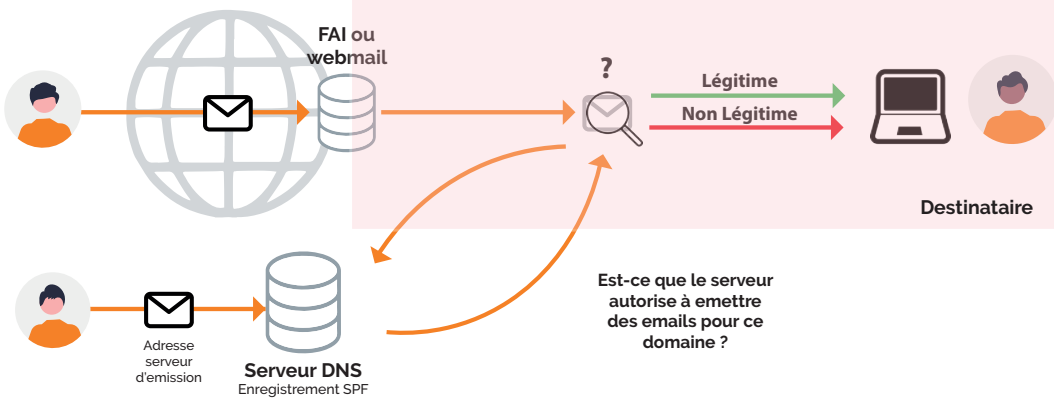 FAI ou
webmail
?
Légitime
Non Légitime
Destinataire
Est-ce que le serveur
autorise à emettre
des emails pour ce
domaine ?
Adresse
serveur
d'emission
Serveur DNS
Enregistrement SPF